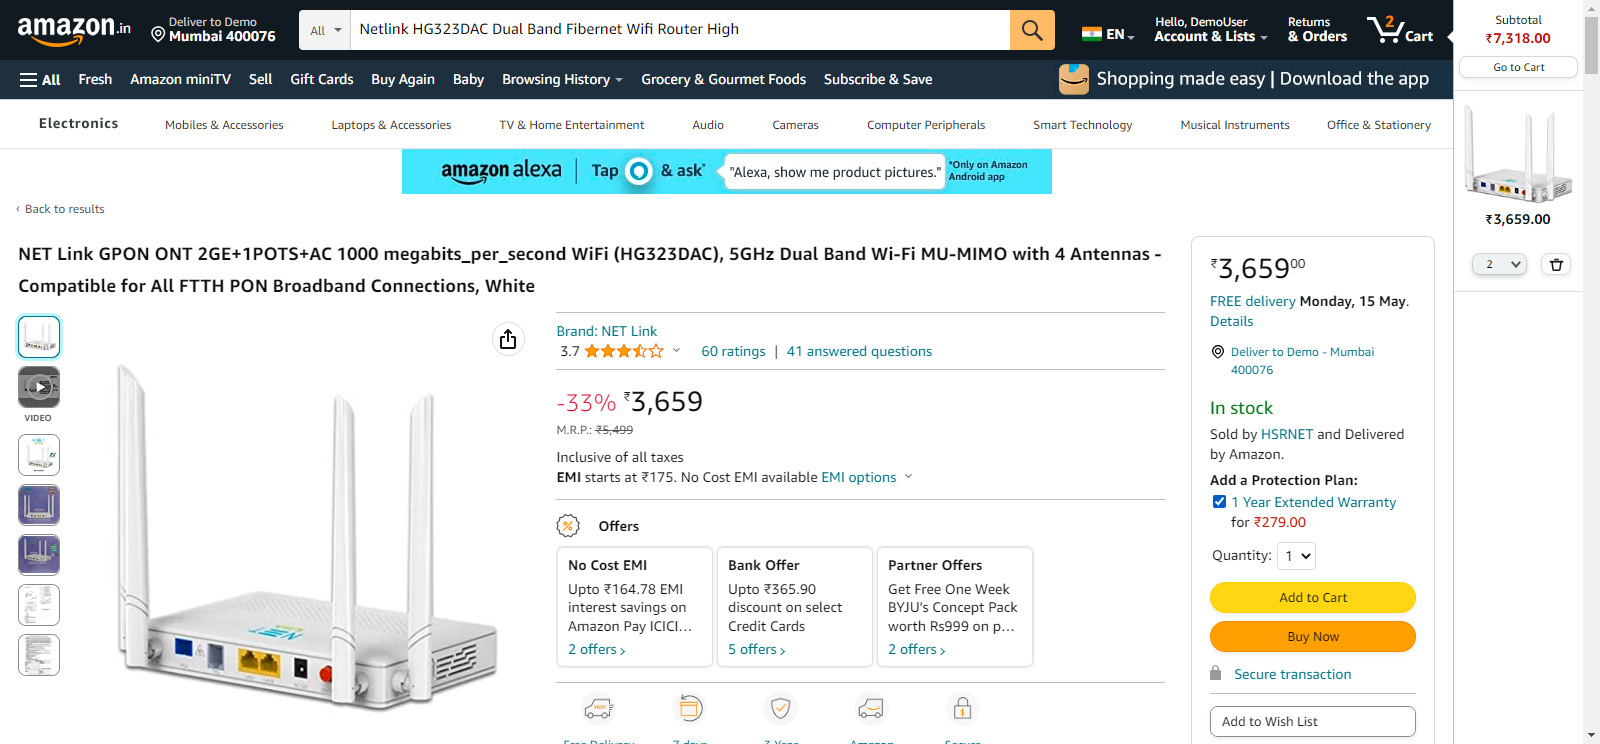 amazon.in
Deliver to Demo
Mumbai 400076
All
Netlink HG323DAC Dual Band Fibernet Wifi Router High
EN
Hello, DemoUser
Account & Lists
Returns
& Orders
2
Cart
All
Fresh
Amazon miniTV
Sell
Gift Cards
Buy Again
Baby
Browsing History
Grocery & Gourmet Foods
Subscribe & Save
Shopping made easy | Download the app
Electronics
Mobiles & Accessories
Laptops & Accessories
TV & Home Entertainment
Audio
Cameras
Computer Peripherals
Smart Technology
Musical Instruments
Office & Stationery
amazon alexa
Tap
& ask*
"Alexa, show me product pictures."
*Only on Amazon
Android app
‹ Back to results
NET Link GPON ONT 2GE+1POTS+AC 1000 megabits_per_second WiFi (HG323DAC), 5GHz Dual Band Wi-Fi MU-MIMO with 4 Antennas -
Compatible for All FTTH PON Broadband Connections, White
VIDEO
NET
Brand: NET Link
3.7
60 ratings | 41 answered questions
-33% ₹3,659
M.R.P.: ₹5,499
Inclusive of all taxes
EMI starts at ₹175. No Cost EMI available EMI options
Offers
No Cost EMI
Upto ₹164.78 EMI
interest savings on
Amazon Pay ICICI…
2 offers ›
Bank Offer
Upto ₹365.90
discount on select
Credit Cards
5 offers ›
Partner Offers
Get Free One Week
BYJU's Concept Pack
worth Rs999 on p…
2 offers ›
FREE
Free Delivery
7 days
3 Year
Amazon
Secure
₹3,65900
FREE delivery Monday, 15 May.
Details
Deliver to Demo - Mumbai
400076
In stock
Sold by HSRNET and Delivered
by Amazon.
Add a Protection Plan:
1 Year Extended Warranty
for ₹279.00
Quantity: 1
Add to Cart
Buy Now
Secure transaction
Add to Wish List
Subtotal
₹7,318.00
Go to Cart
₹3,659.00
2